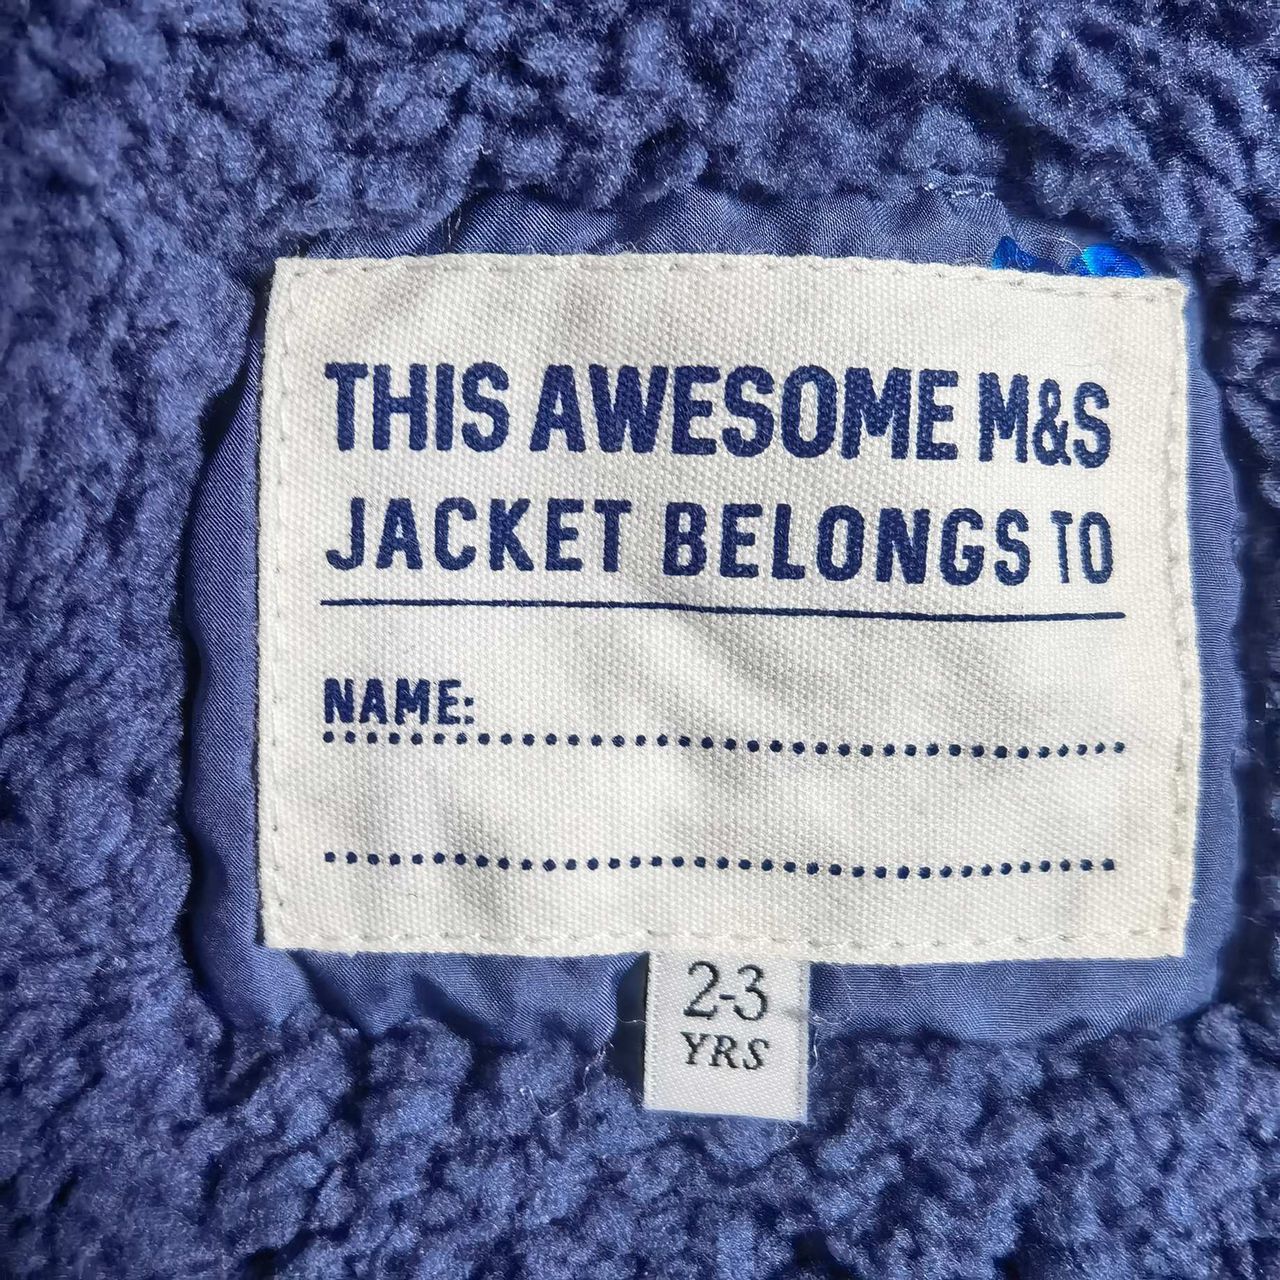 THIS AWESOME M&S
JACKET BELONGS TO
NAME:
2-3
YRS